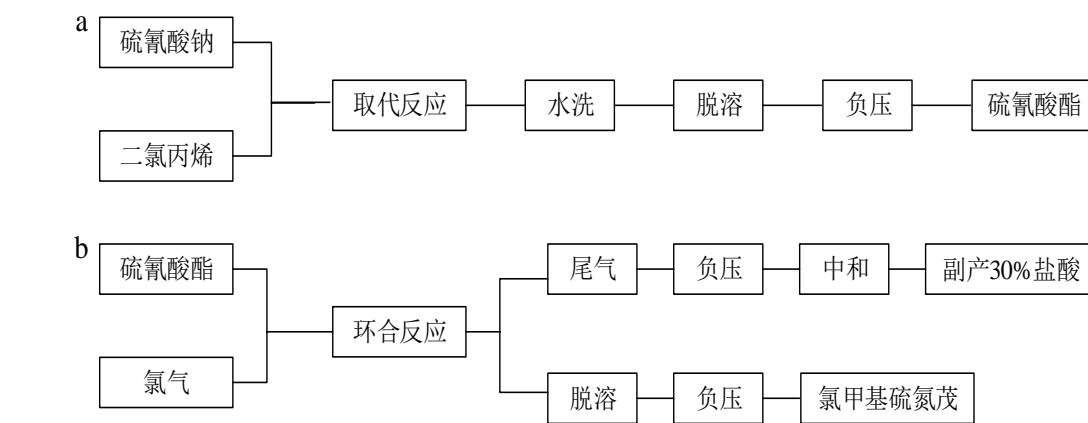 a
硫氰酸钠
二氯丙烯
取代反应
水洗
脱溶
负压
硫氰酸酯
b
硫氰酸酯
氯气
环合反应
尾气
负压
中和
副产30%盐酸
脱溶
负压
氯甲基硫氮茂